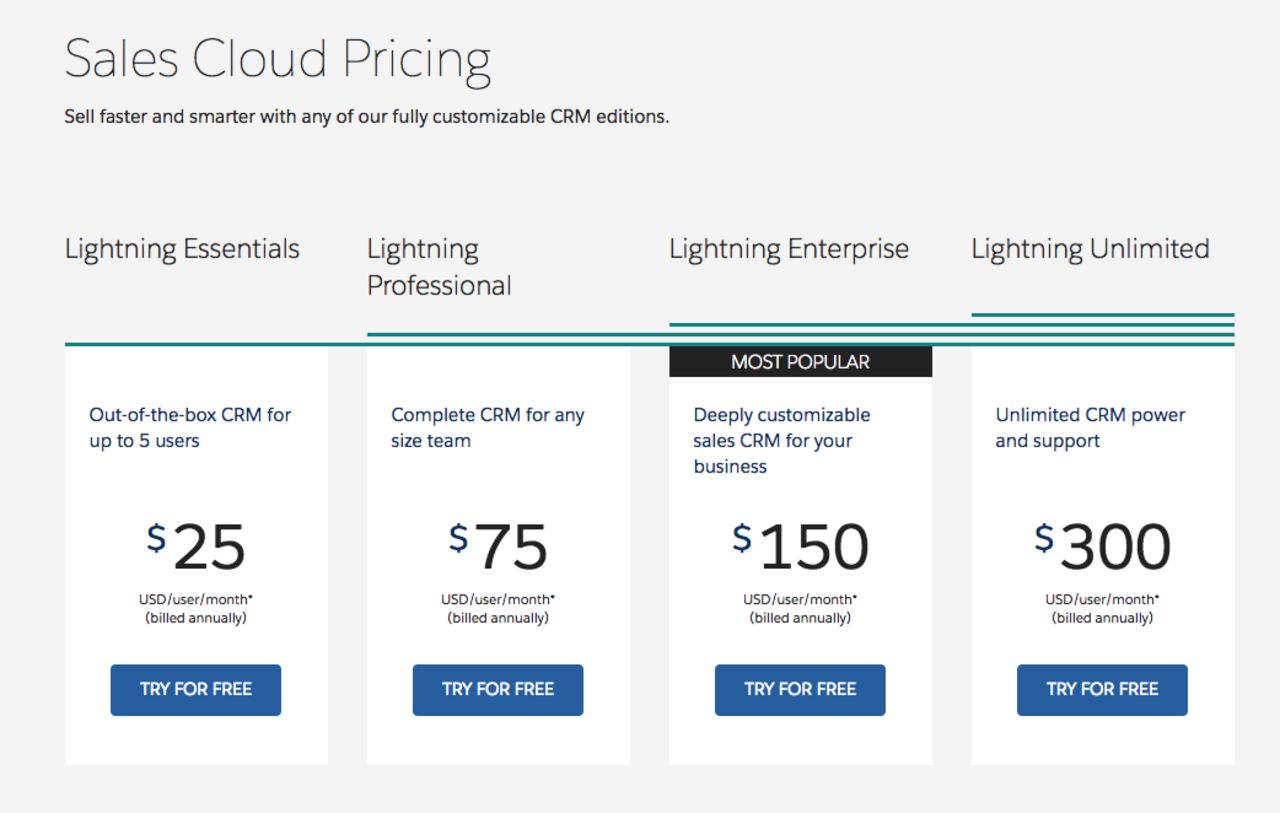 Sales Cloud Pricing
Sell faster and smarter with any of our fully customizable CRM editions.
Lightning Essentials
Out-of-the-box CRM for
up to 5 users
$25
USD/user/month*
(billed annually)
TRY FOR FREE
Lightning
Professional
Complete CRM for any
size team
$75
USD/user/month*
(billed annually)
TRY FOR FREE
Lightning Enterprise
MOST POPULAR
Deeply customizable
sales CRM for your
business
$150
USD/user/month*
(billed annually)
TRY FOR FREE
Lightning Unlimited
Unlimited CRM power
and support
$300
USD/user/month*
(billed annually)
TRY FOR FREE